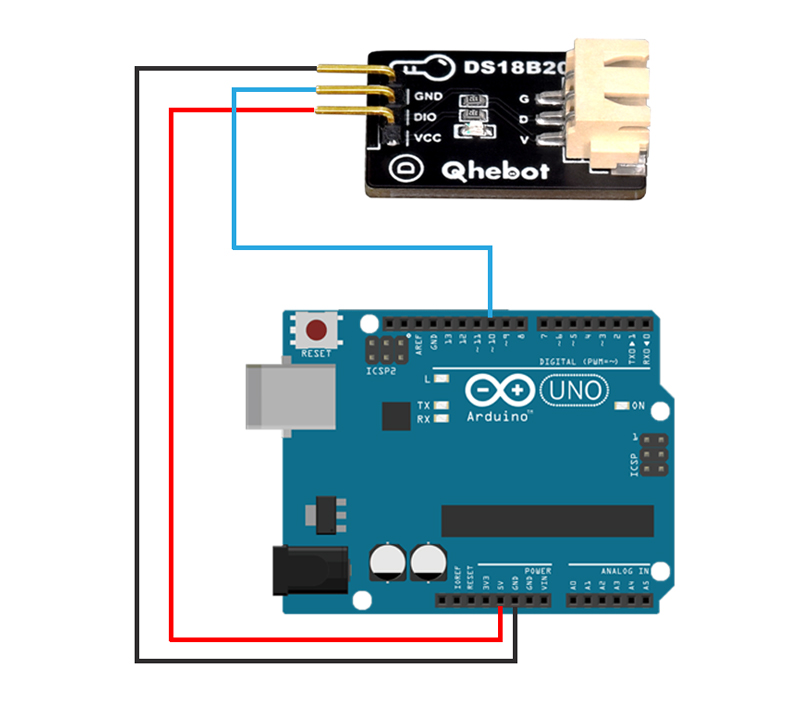 DS18B20
GND
DIO
VCC
G
D
V
D
Qhebot
RESET
AREF
GND
13
12
~11
~10
~9
8
7
~6
~5
4
~3
2
TX0►1
RX0◄0
DIGITAL (PWM=~)
ICSP2
L
TX
RX
Arduino™
UNO
ON
1
ICSP
POWER
ANALOG IN
IOREF
RESET
3V3
5V
GND
GND
VIN
A0
A1
A2
A3
A4
A5